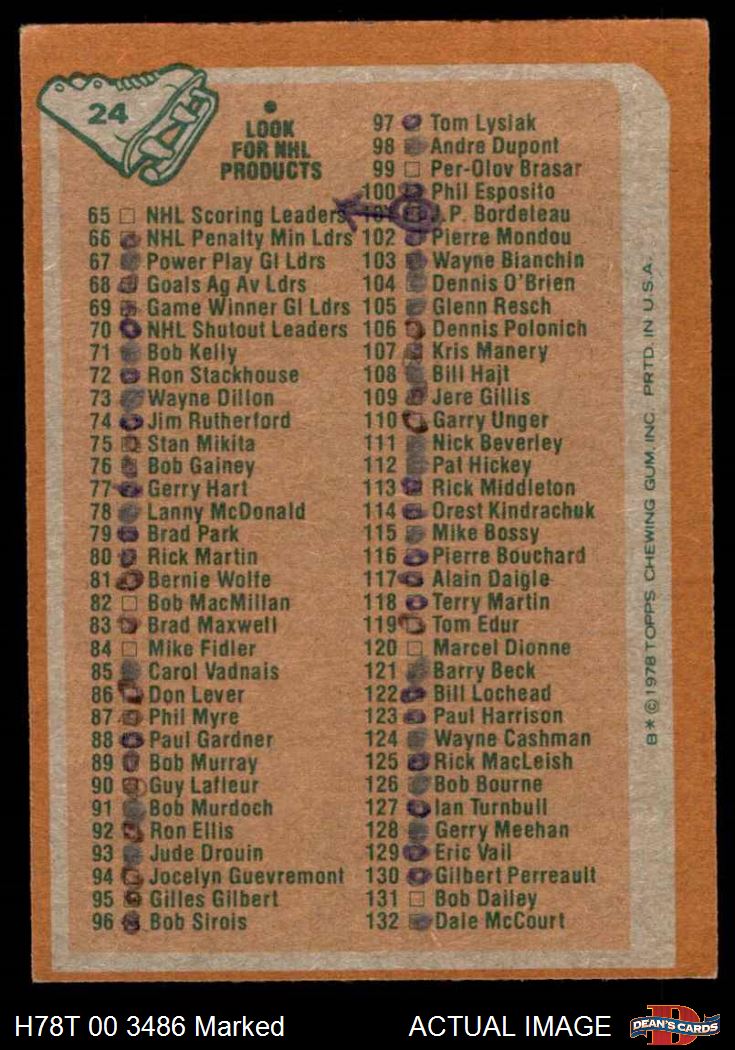 24
LOOK
FOR NHL
PRODUCTS
65 NHL Scoring Leaders
66 NHL Penalty Min Ldrs
67 Power Play Gl Ldrs
68 Goals Ag Av Ldrs
69 Game Winner Gl Ldrs
70 NHL Shutout Leaders
71 Bob Kelly
72 Ron Stackhouse
73 Wayne Dillon
74 Jim Rutherford
75 Stan Mikita
76 Bob Gainey
77 Gerry Hart
78 Lanny McDonald
79 Brad Park
80 Rick Martin
81 Bernie Wolfe
82 Bob MacMillan
83 Brad Maxwell
84 Mike Fidler
85 Carol Vadnais
86 Don Lever
87 Phil Myre
88 Paul Gardner
89 Bob Murray
90 Guy Lafleur
91 Bob Murdoch
92 Ron Ellis
93 Jude Drouin
94 Jocelyn Guevremont
95 Gilles Gilbert
96 Bob Sirois
97 Tom Lysiak
98 Andre Dupont
99 Per-Olov Brasar
100 Phil Esposito
101 J.P. Bordeleau
102 Pierre Mondou
103 Wayne Bianchin
104 Dennis O'Brien
105 Glenn Resch
106 Dennis Polonich
107 Kris Manery
108 Bill Hajt
109 Jere Gillis
110 Garry Unger
111 Nick Beverley
112 Pat Hickey
113 Rick Middleton
114 Orest Kindrachuk
115 Mike Bossy
116 Pierre Bouchard
117 Alain Daigle
118 Terry Martin
119 Tom Edur
120 Marcel Dionne
121 Barry Beck
122 Bill Lochead
123 Paul Harrison
124 Wayne Cashman
125 Rick MacLeish
126 Bob Bourne
127 Ian Turnbull
128 Gerry Meehan
129 Eric Vail
130 Gilbert Perreault
131 Bob Dailey
132 Dale McCourt
B*©1978 TOPPS CHEWING GUM, INC. PRTD. IN U.S.A.
H78T 00 3486 Marked
ACTUAL IMAGE
D
DEAN'S CARDS